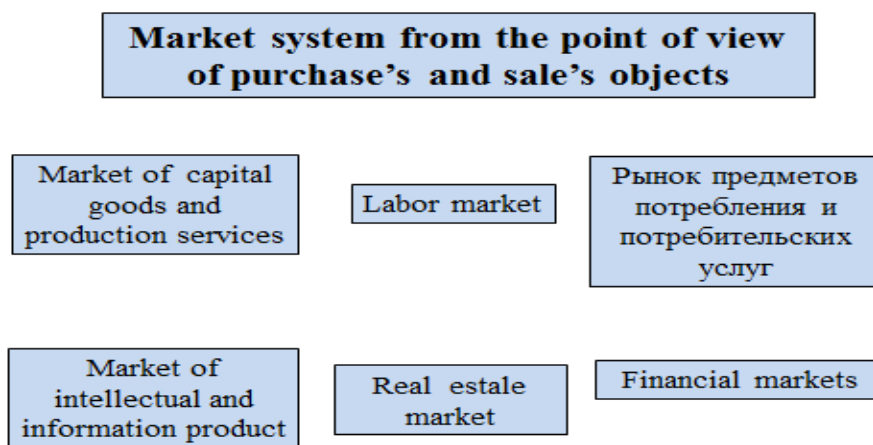 Market system from the point of view
of purchase's and sale's objects
Market of capital
goods and
production services
Labor market
Рынок предметов
потребления и
потребительских
услуг
Market of
intellectual and
information product
Real estale
market
Financial markets